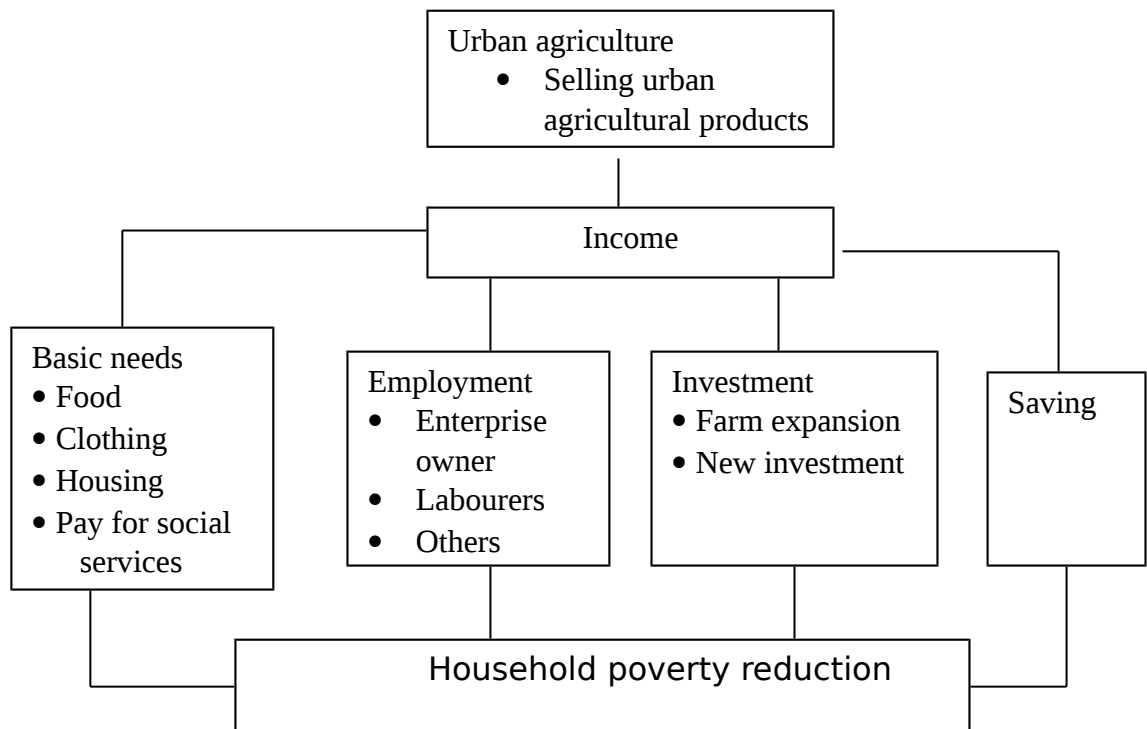 Urban agriculture
• Selling urban
agricultural products
Income
Basic needs
• Food
• Clothing
• Housing
• Pay for social
services
Employment
• Enterprise
owner
• Labourers
• Others
Investment
• Farm expansion
• New investment
Saving
Household poverty reduction